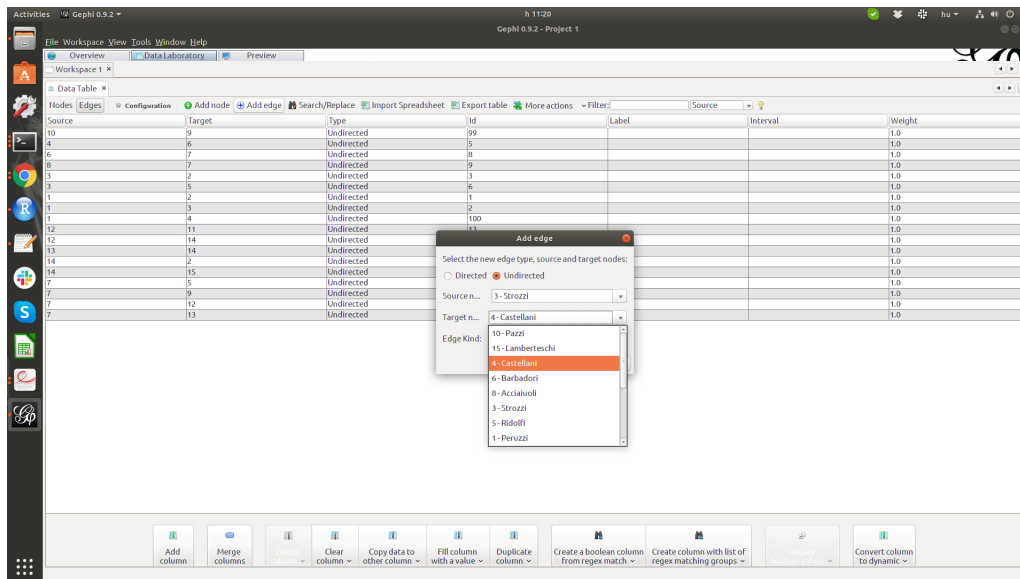 Activities Gephi 0.9.2 h 11:20 hu
Gephi 0.9.2 - Project 1
File Workspace View Tools Window Help
Overview Data Laboratory Preview
Workspace 1 ×
Data Table ×
Nodes Edges Configuration Add node Add edge Search/Replace Import Spreadsheet Export table More actions Filter: Source
Source Target Type Id Label Interval Weight
10 9 Undirected 99 1.0
4 6 Undirected 5 1.0
6 7 Undirected 8 1.0
8 7 Undirected 9 1.0
3 2 Undirected 3 1.0
3 5 Undirected 6 1.0
1 2 Undirected 1 1.0
1 3 Undirected 2 1.0
1 4 Undirected 100 1.0
12 11 Undirected 13 1.0
12 14 Undirected 1.0
13 14 Undirected 1.0
14 2 Undirected 1.0
14 15 Undirected 1.0
7 5 Undirected 1.0
7 9 Undirected 1.0
7 12 Undirected 1.0
7 13 Undirected 1.0
Add edge
Select the new edge type, source and target nodes:
Directed Undirected
Source n... 3 - Strozzi
Target n... 4 - Castellani
Edge Kind:
10 - Pazzi
15 - Lamberteschi
4 - Castellani
6 - Barbadori
8 - Acciaiuoli
3 - Strozzi
5 - Ridolfi
1 - Peruzzi
Add column
Merge columns
Delete column
Clear column
Copy data to other column
Fill column with a value
Duplicate column
Create a boolean column from regex match
Create column with list of regex matching groups
Negate boolean values
Convert column to dynamic